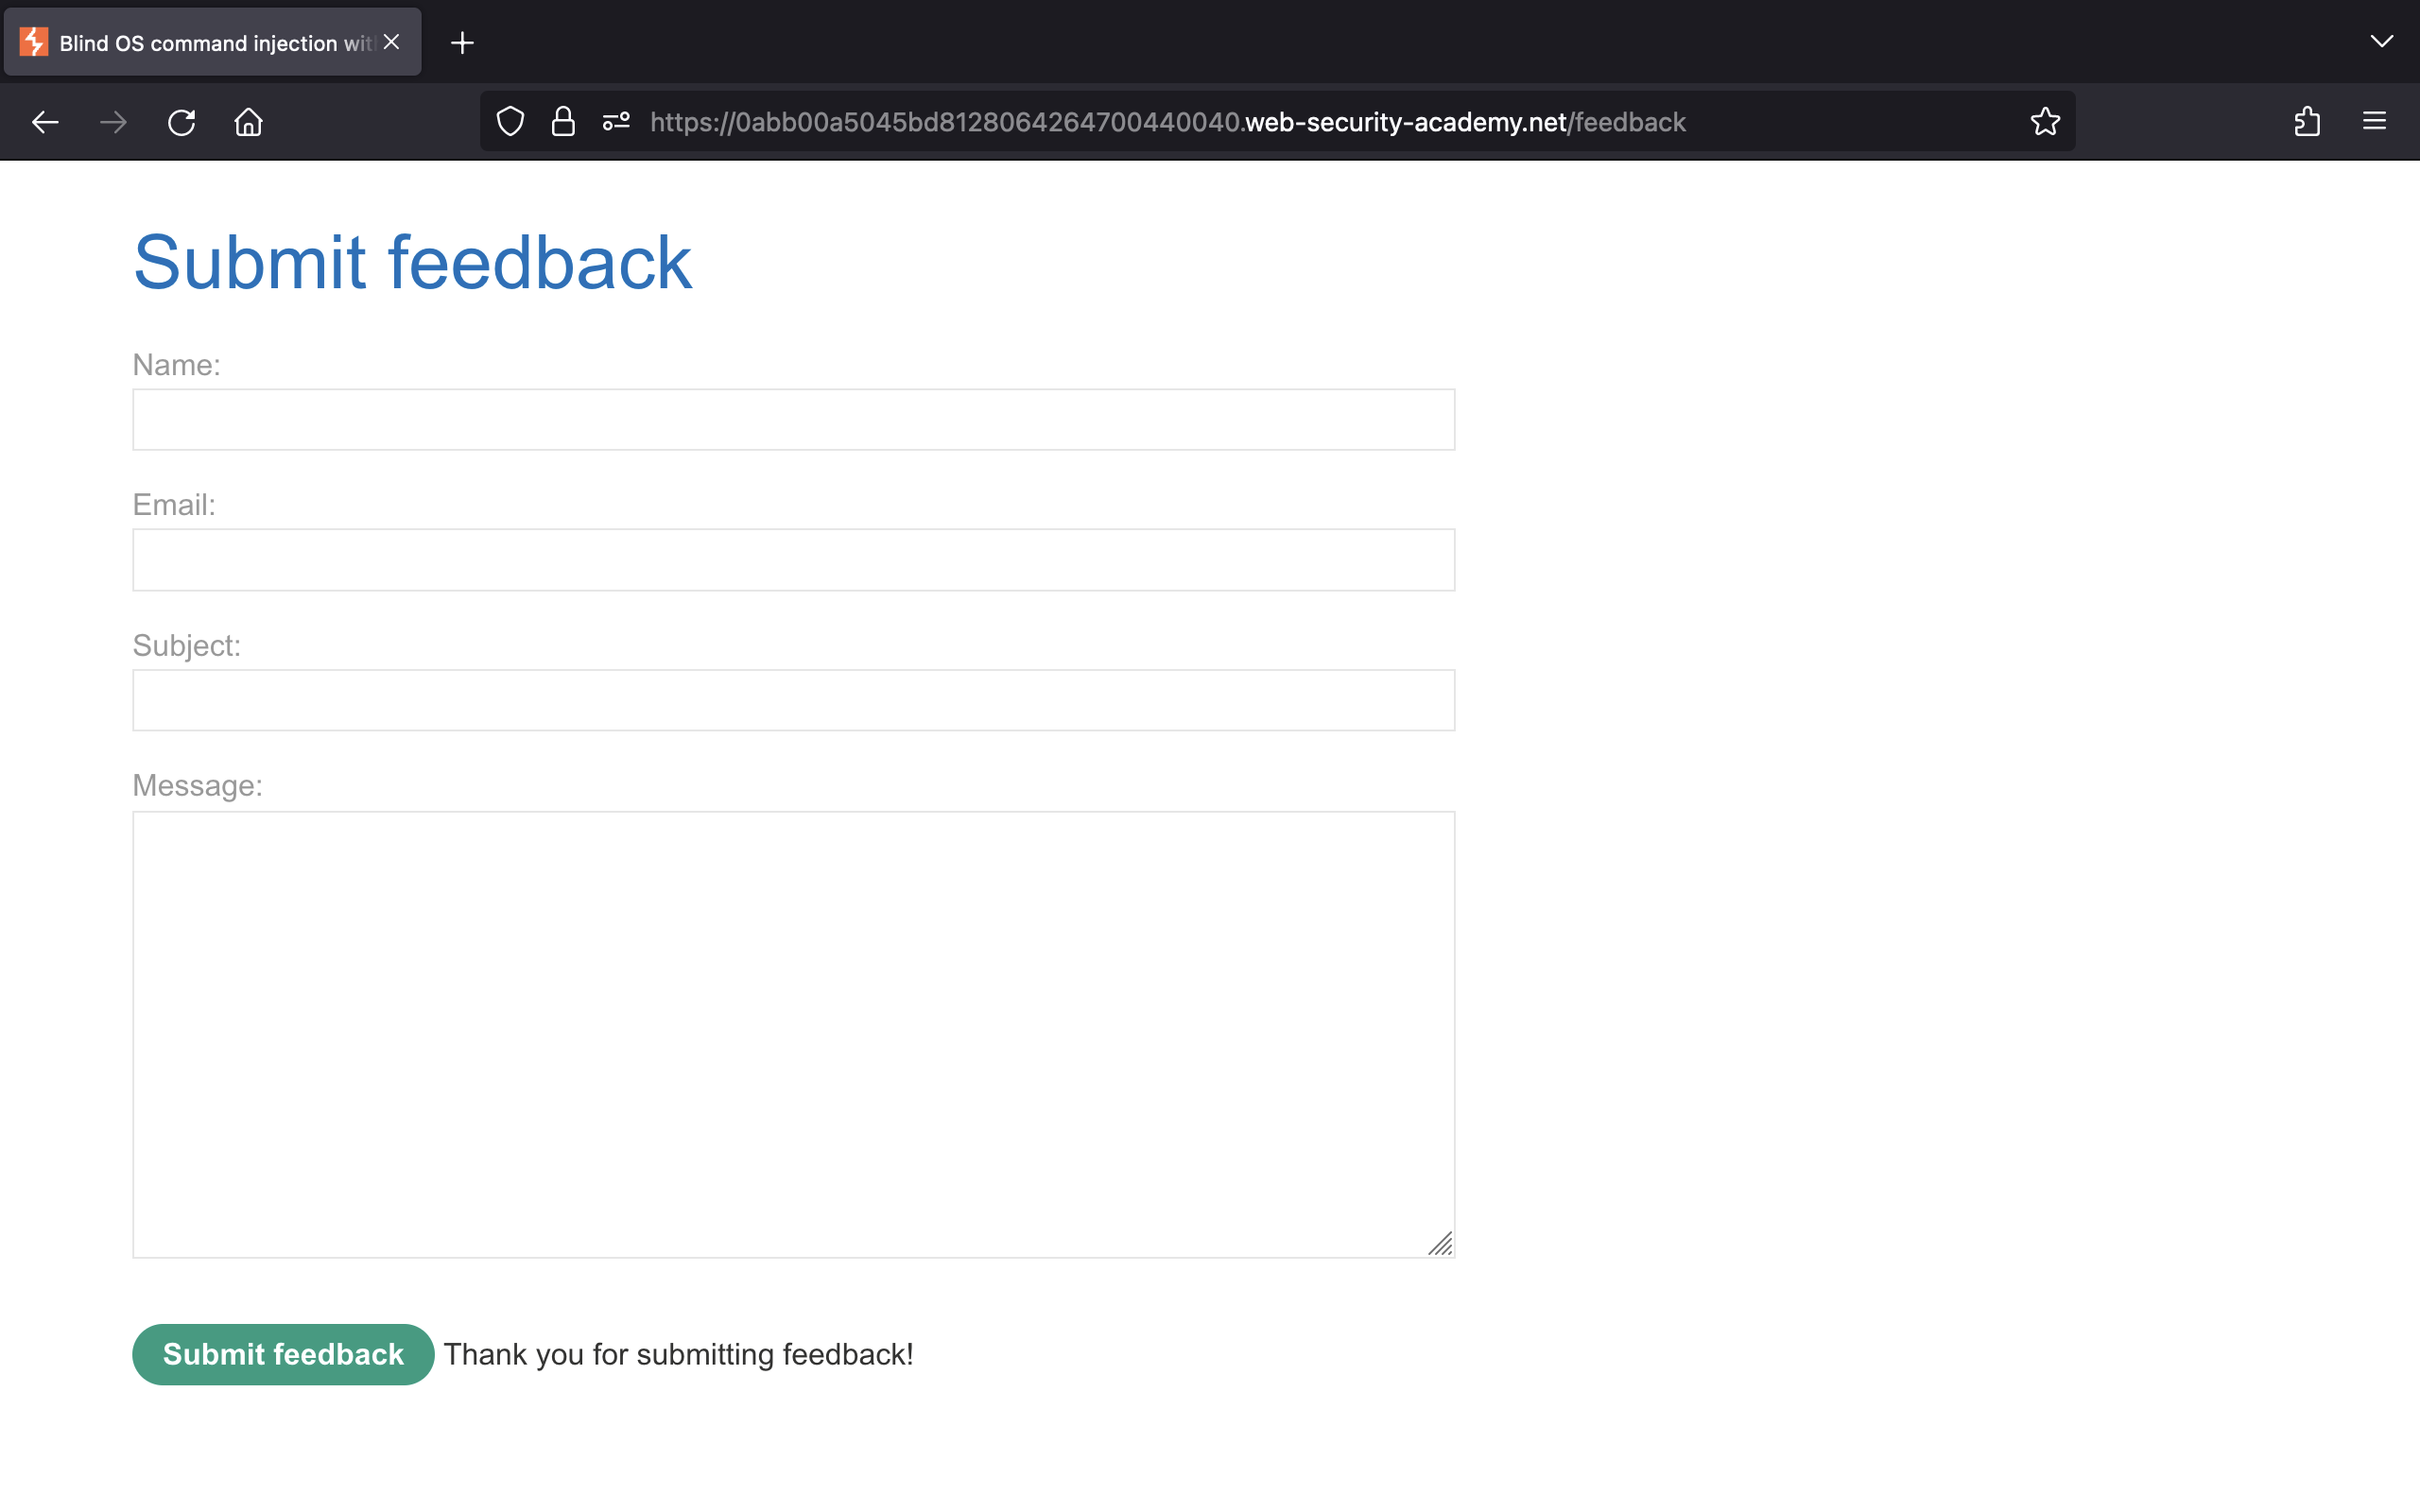 Blind OS command injection wit
https://0abb00a5045bd8128064264700440040.web-security-academy.net/feedback
Submit feedback
Name:
Email:
Subject:
Message:
Submit feedback Thank you for submitting feedback!